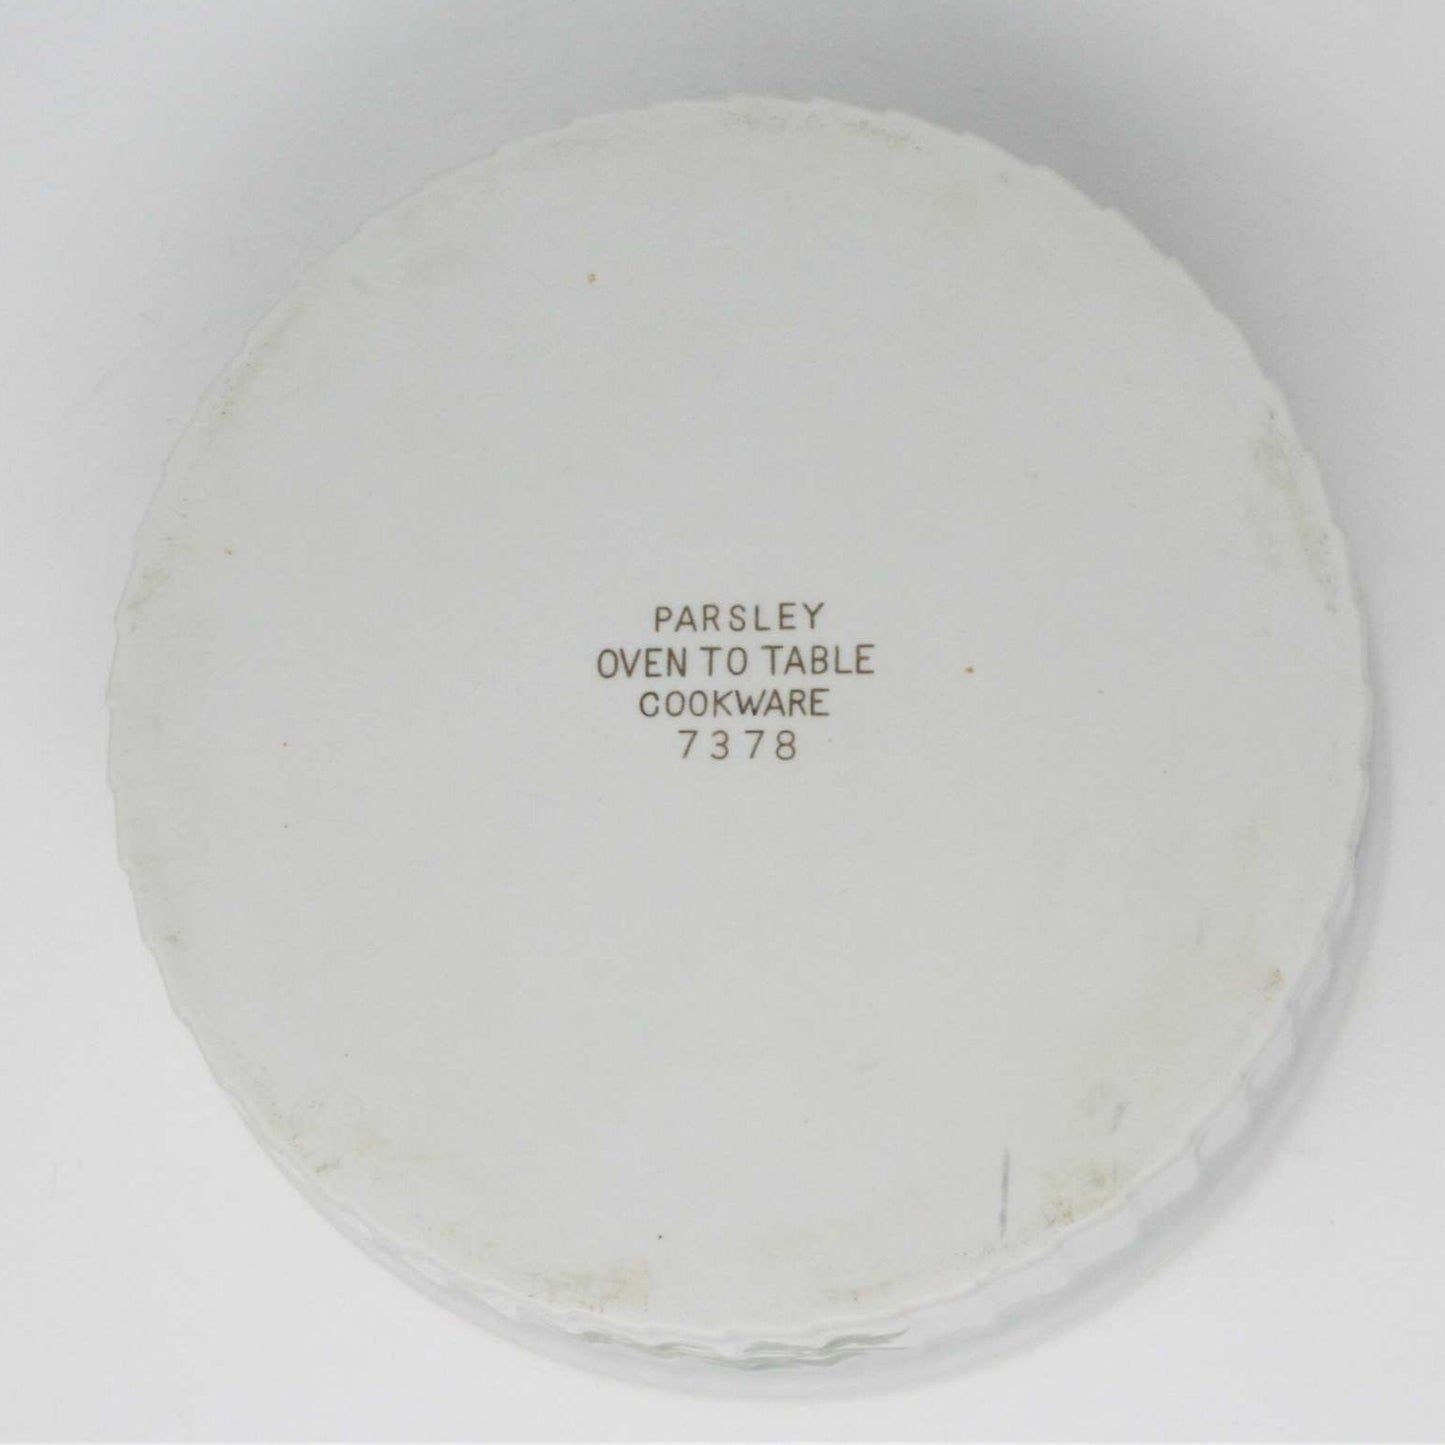 PARSLEY
OVEN TO TABLE
COOKWARE
7378